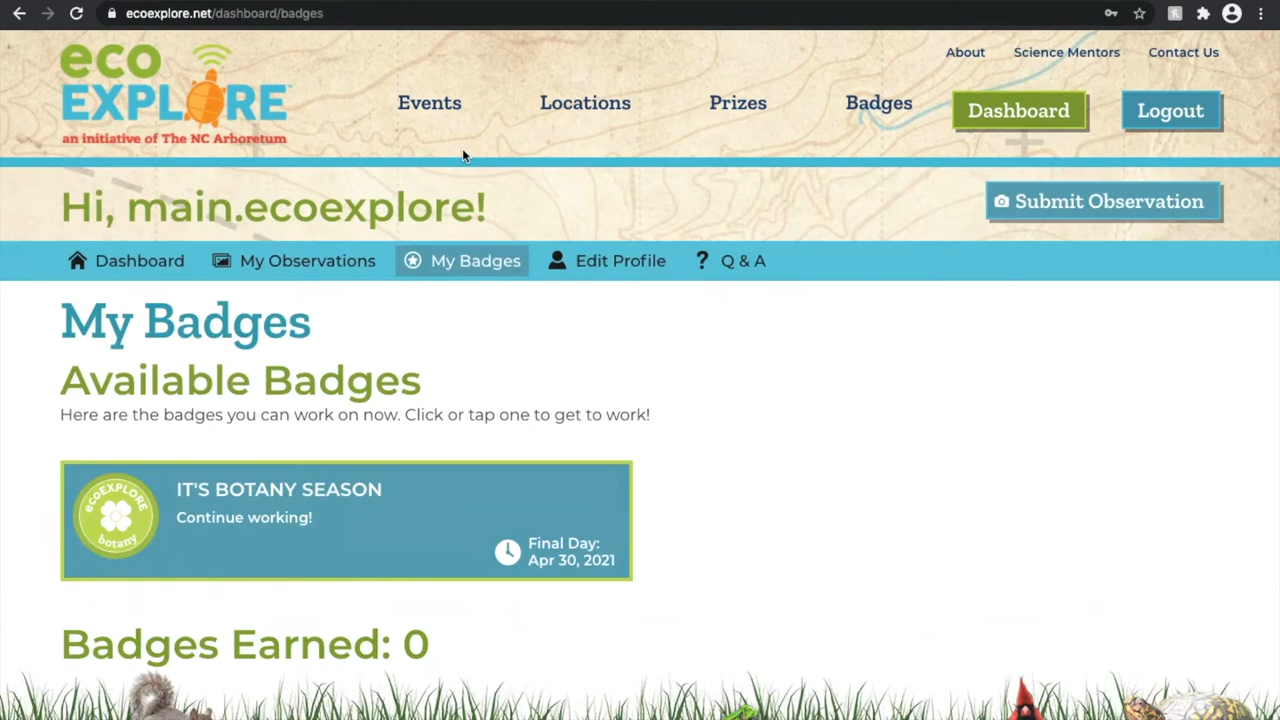 ecoexplore.net/dashboard/badges
eco
EXPLORE
an initiative of The NC Arboretum
About Science Mentors Contact Us
Events Locations Prizes Badges Dashboard Logout
Hi, main.ecoexplore!
Submit Observation
Dashboard My Observations My Badges Edit Profile ? Q & A
My Badges
Available Badges
Here are the badges you can work on now. Click or tap one to get to work!
ecoEXPLORE
botany
IT'S BOTANY SEASON
Continue working!
Final Day:
Apr 30, 2021
Badges Earned: 0